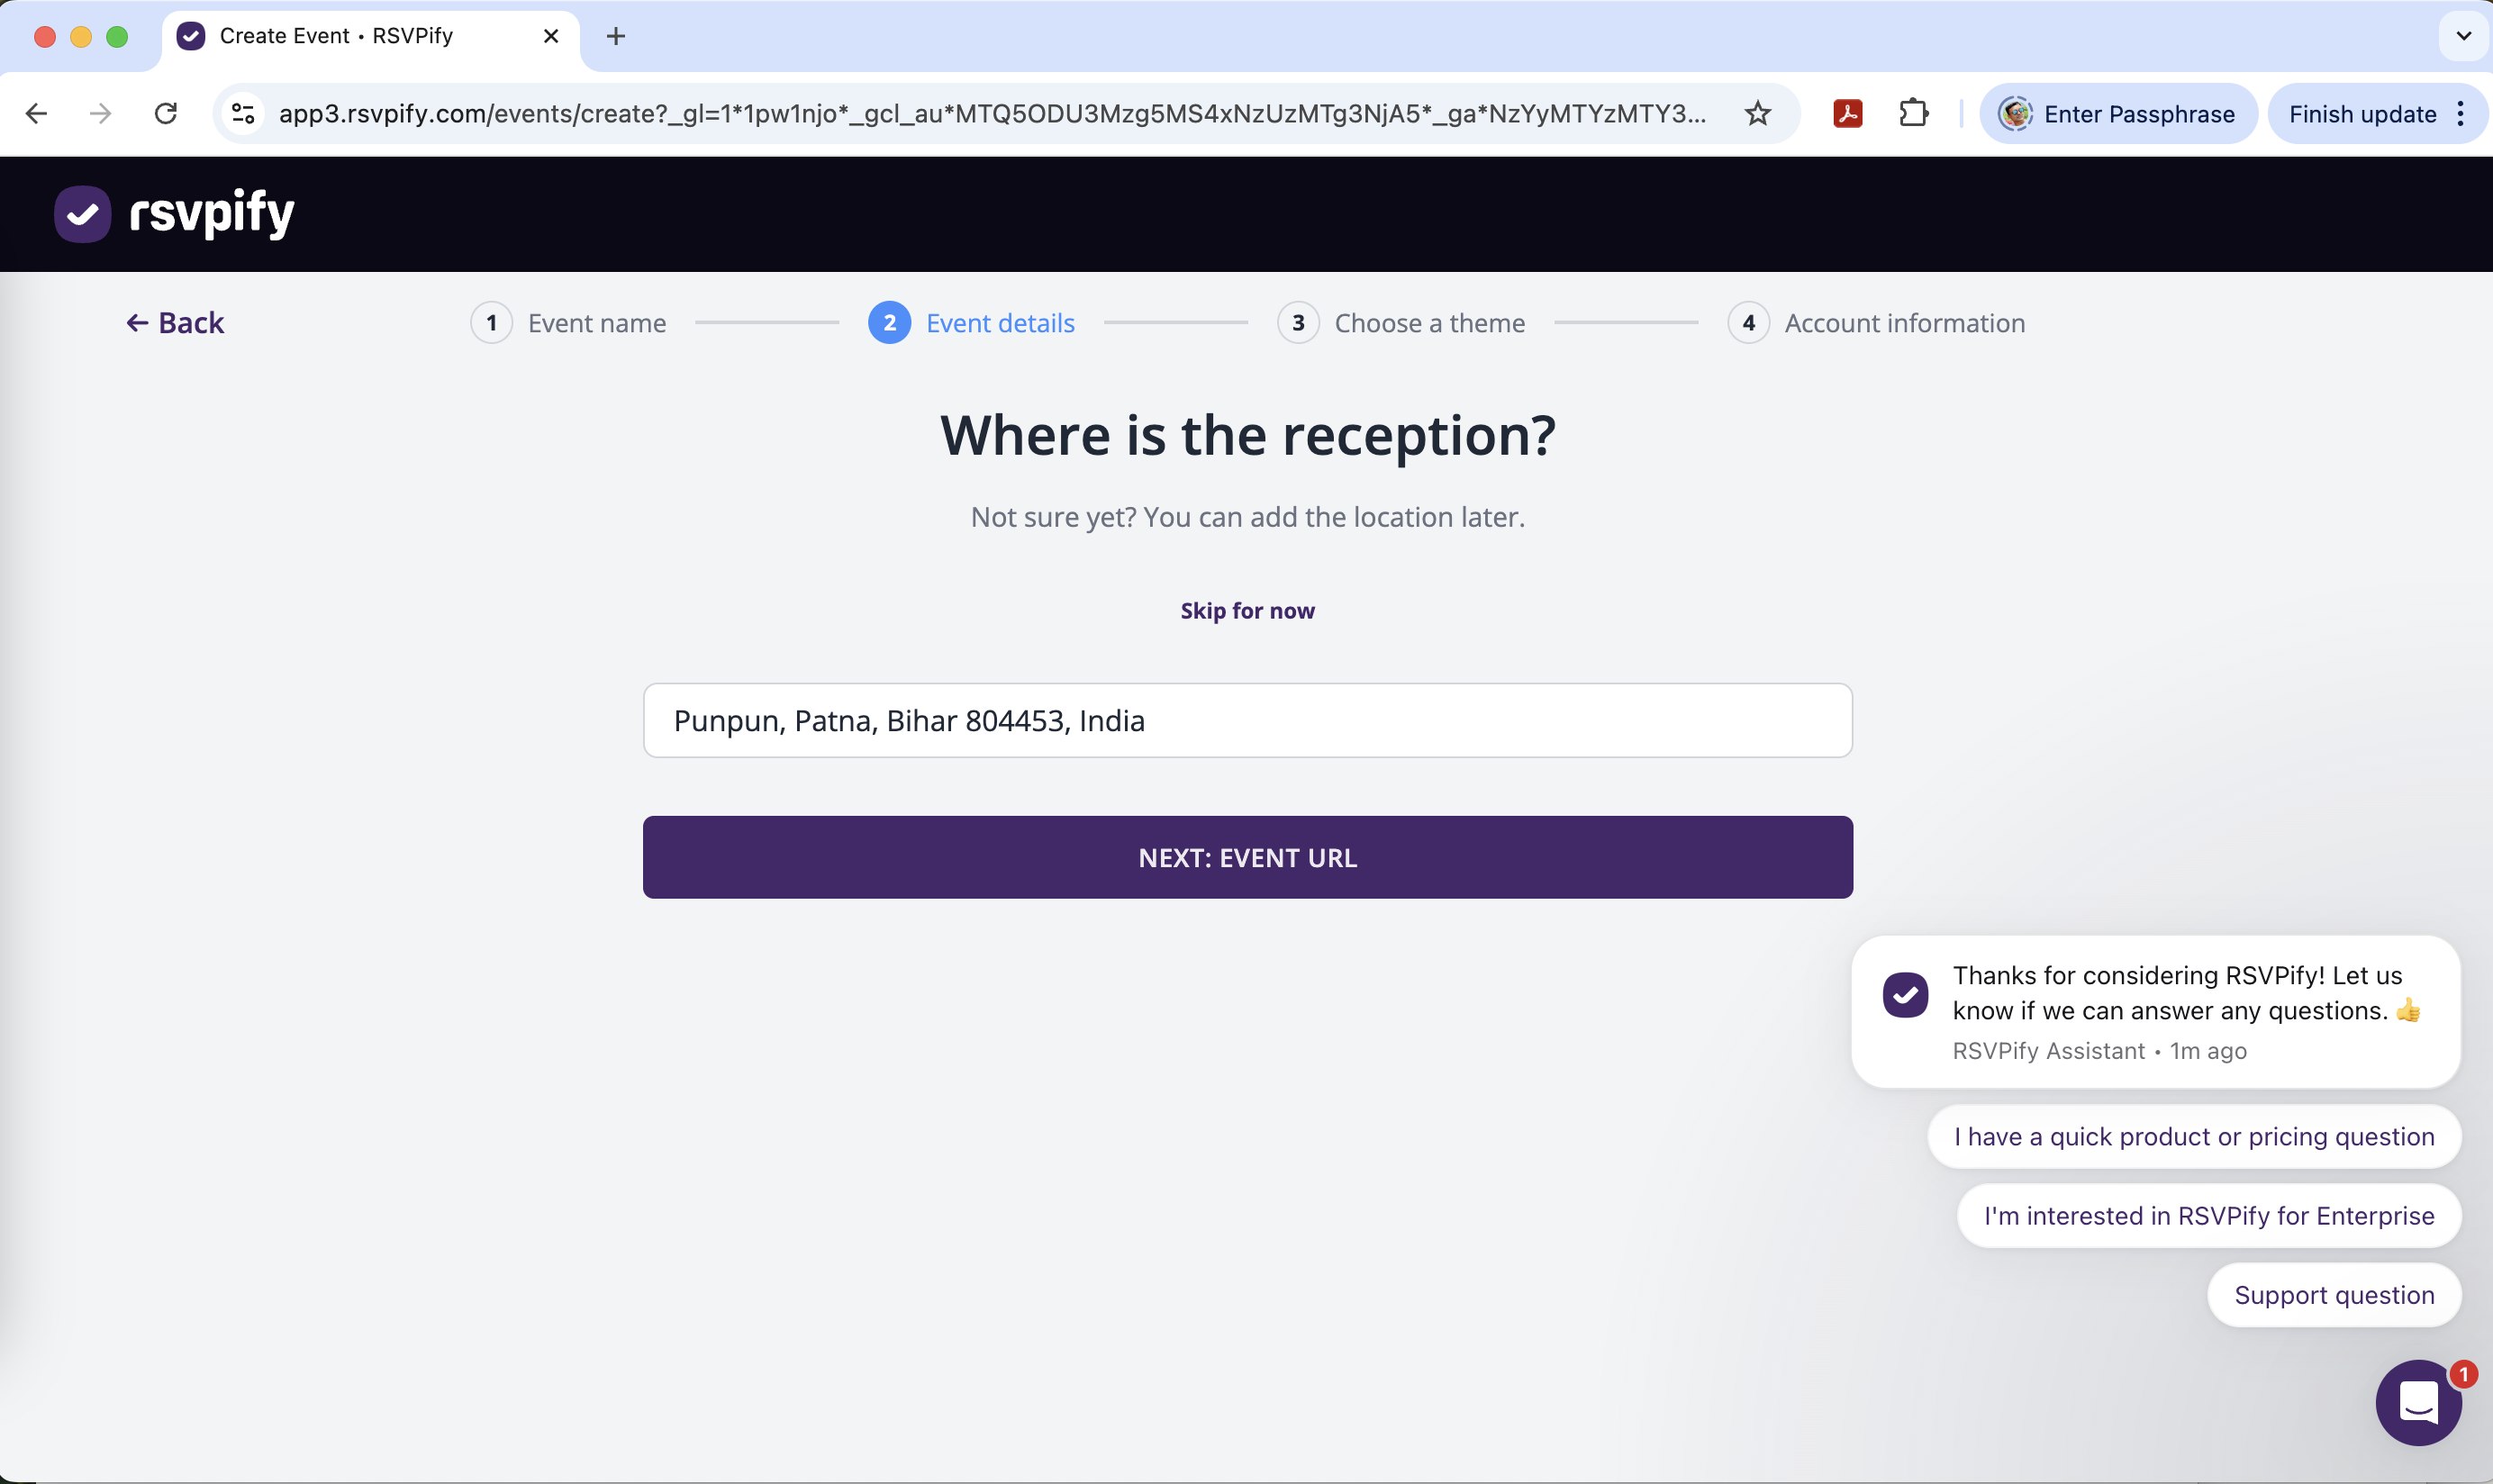 Create Event • RSVPify
app3.rsvpify.com/events/create?_gl=1*1pw1njo*_gcl_au*MTQ5ODU3Mzg5MS4xNzUzMTg3NjA5*_ga*NzYyMTYzMTY3...
Enter Passphrase
Finish update
rsvpify
Back
1 Event name
2 Event details
3 Choose a theme
4 Account information
Where is the reception?
Not sure yet? You can add the location later.
Skip for now
Punpun, Patna, Bihar 804453, India
NEXT: EVENT URL
Thanks for considering RSVPify! Let us
know if we can answer any questions. 👍
RSVPify Assistant • 1m ago
I have a quick product or pricing question
I'm interested in RSVPify for Enterprise
Support question
1